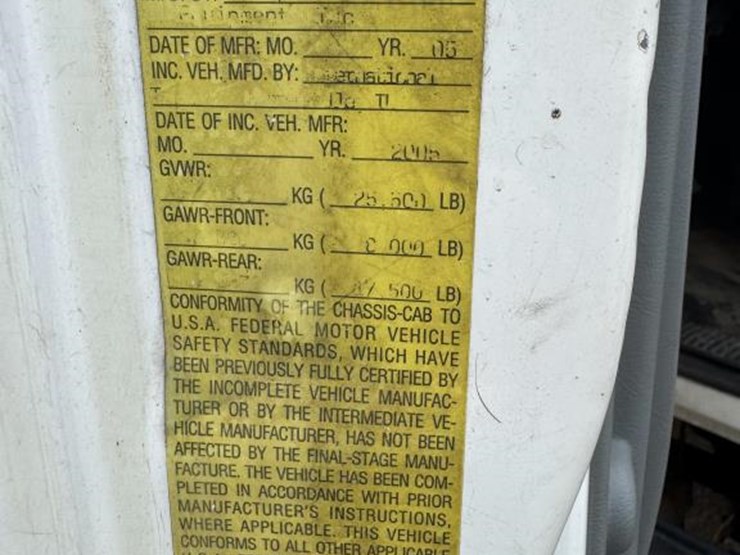 DATE OF MFR: MO. YR. 05
INC. VEH. MFD. BY:
DATE OF INC. VEH. MFR:
MO. YR. 2005
GVWR:
KG ( LB)
GAWR-FRONT:
KG ( LB)
GAWR-REAR:
KG ( LB)
CONFORMITY OF THE CHASSIS-CAB TO
U.S.A. FEDERAL MOTOR VEHICLE
SAFETY STANDARDS, WHICH HAVE
BEEN PREVIOUSLY FULLY CERTIFIED BY
THE INCOMPLETE VEHICLE MANUFAC-
TURER OR BY THE INTERMEDIATE VE-
HICLE MANUFACTURER, HAS NOT BEEN
AFFECTED BY THE FINAL-STAGE MANU-
FACTURE. THE VEHICLE HAS BEEN COM-
PLETED IN ACCORDANCE WITH PRIOR
MANUFACTURER'S INSTRUCTIONS,
WHERE APPLICABLE. THIS VEHICLE
CONFORMS TO ALL OTHER APPLICABLE